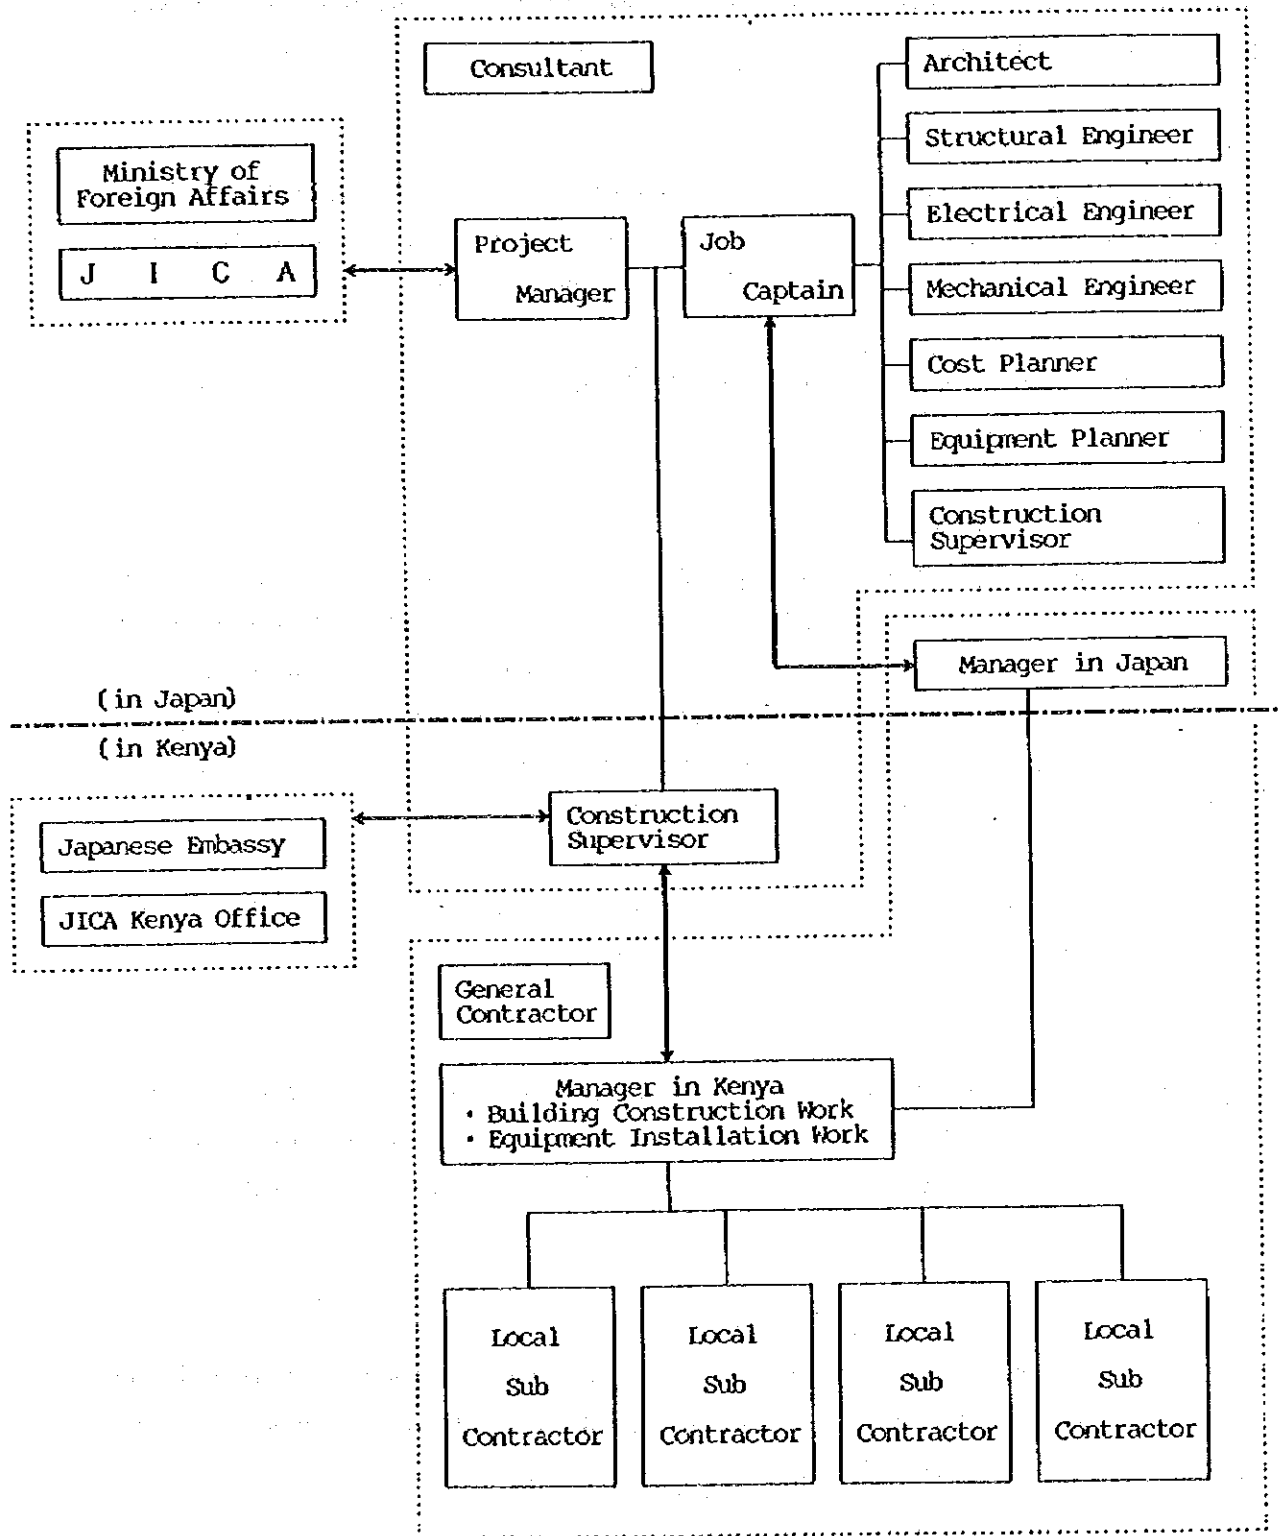 Consultant
Architect
Structural Engineer
Electrical Engineer
Mechanical Engineer
Cost Planner
Equipment Planner
Construction
Supervisor
Ministry of
Foreign Affairs
J I C A
Project
Manager
Job
Captain
Manager in Japan
(in Japan)
(in Kenya)
Japanese Embassy
JICA Kenya Office
Construction
Supervisor
General
Contractor
Manager in Kenya
・Building Construction Work
・Equipment Installation Work
Local
Sub
Contractor
Local
Sub
Contractor
Local
Sub
Contractor
Local
Sub
Contractor